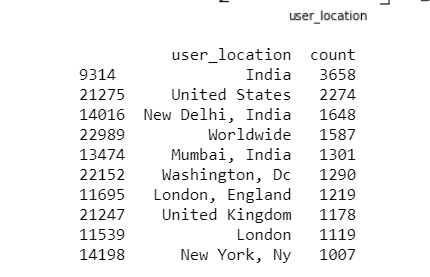 user_location
user_location count
9314 India 3658
21275 United States 2274
14016 New Delhi, India 1648
22989 Worldwide 1587
13474 Mumbai, India 1301
22152 Washington, Dc 1290
11695 London, England 1219
21247 United Kingdom 1178
11539 London 1119
14198 New York, Ny 1007